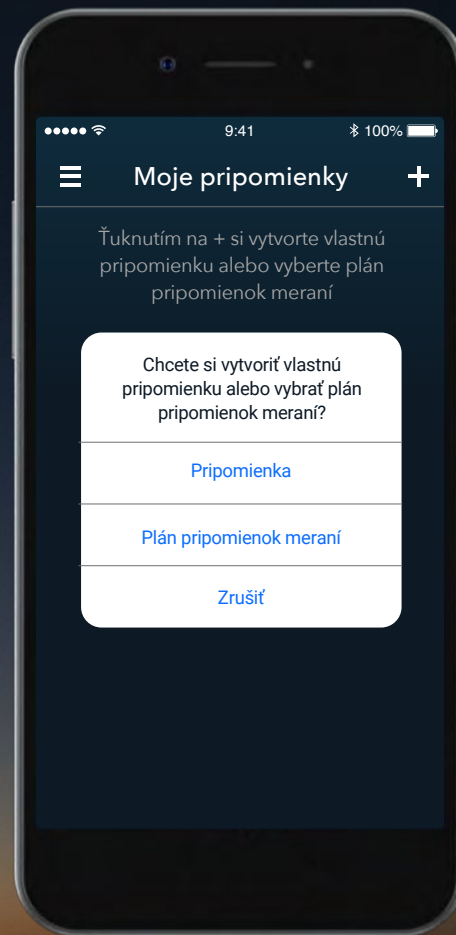 9:41
100%
Moje pripomienky
Ťuknutím na + si vytvorte vlastnú
pripomienku alebo vyberte plán
pripomienok meraní
Chcete si vytvoriť vlastnú
pripomienku alebo vybrať plán
pripomienok meraní?
Pripomienka
Plán pripomienok meraní
Zrušiť